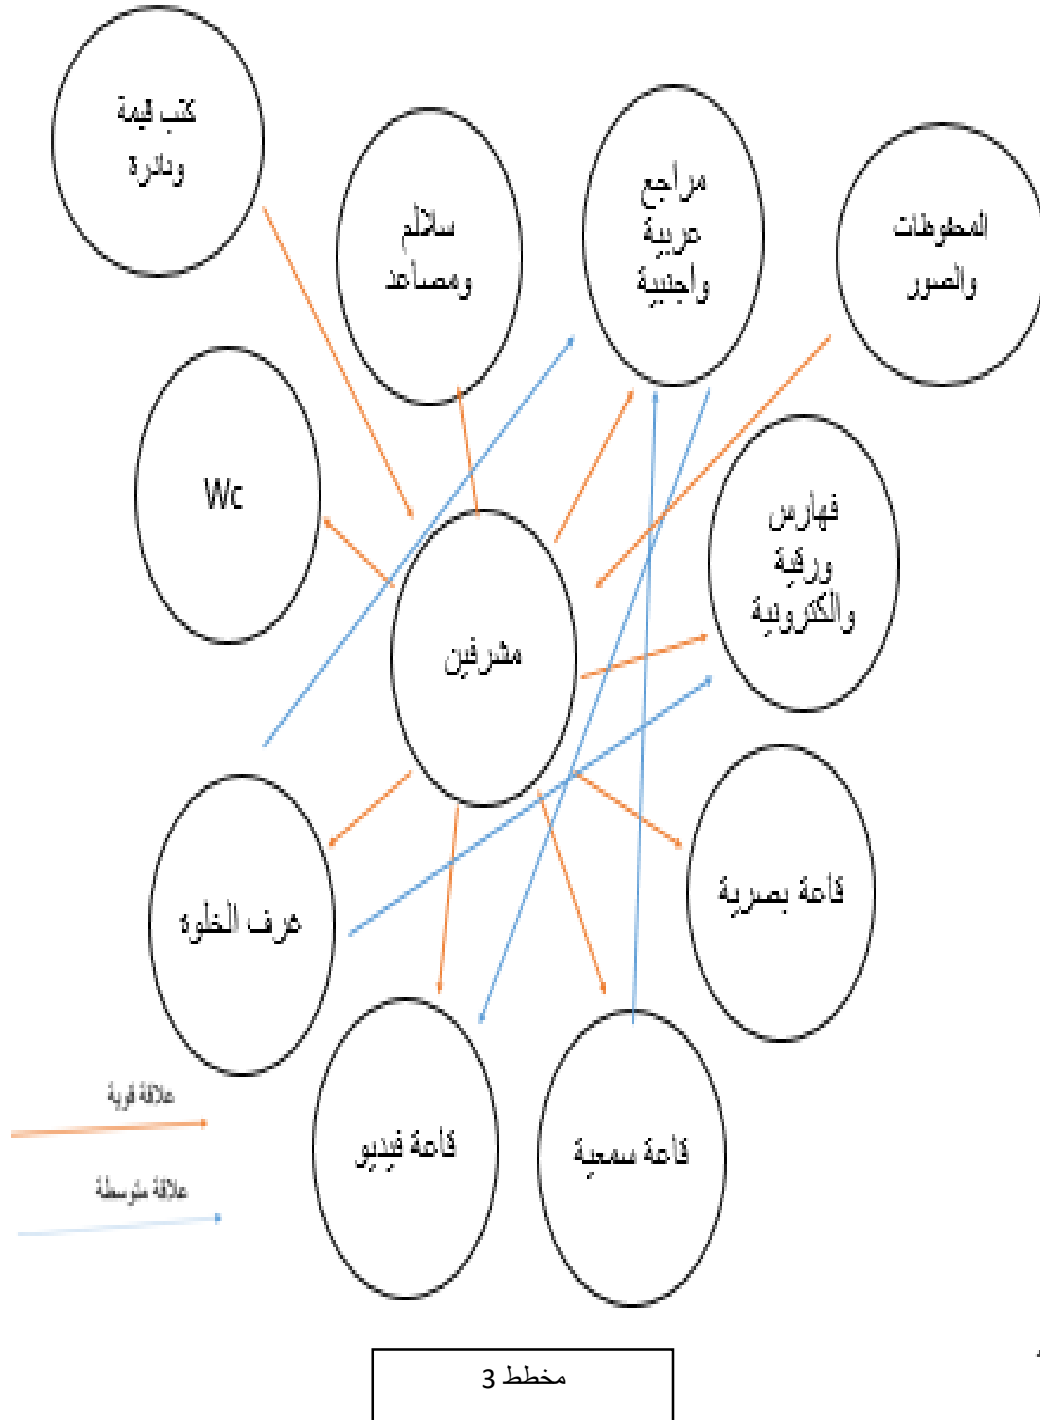 كتب قيمة
ونادرة
سلالم
ومصاعد
مراجع
عربية
واجنبية
المخطوطات
والصور
Wc
فهارس
ورقية
والكترونية
مشرفين
قاعة بصرية
غرف الخلوة
قاعة فيديو
قاعة سمعية
علاقة قوية
علاقة متوسطة
مخطط 3